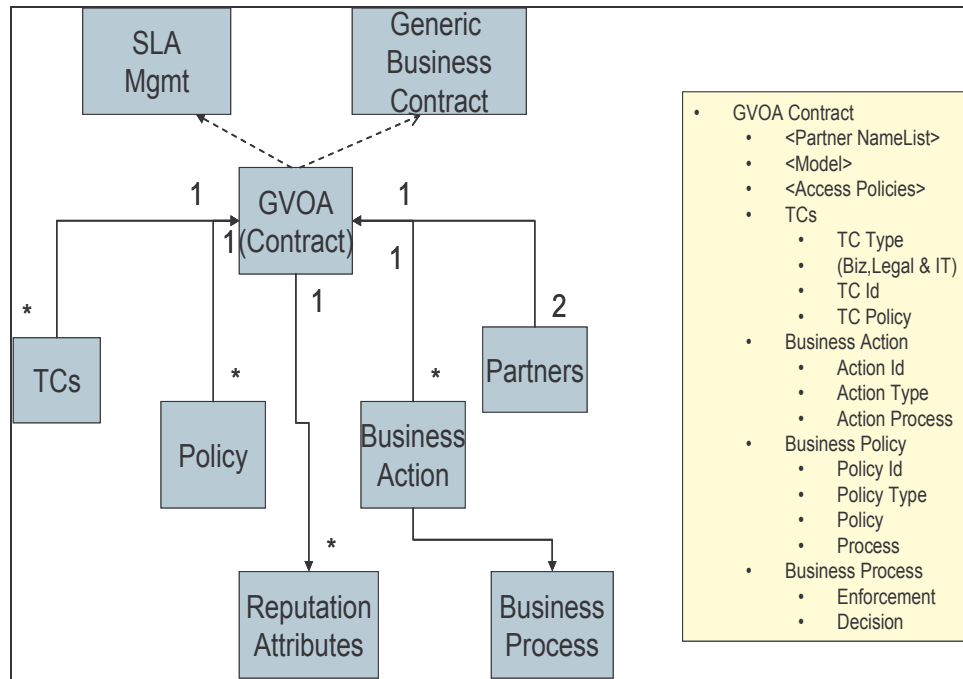 SLA
Mgmt
Generic
Business
Contract
GVOA
(Contract)
1
1
1
1
1
*
2
*
*
*
TCs
Policy
Business
Action
Partners
Reputation
Attributes
Business
Process
• GVOA Contract
• <Partner NameList>
• <Model>
• <Access Policies>
• TCs
• TC Type
• (Biz,Legal & IT)
• TC Id
• TC Policy
• Business Action
• Action Id
• Action Type
• Action Process
• Business Policy
• Policy Id
• Policy Type
• Policy
• Process
• Business Process
• Enforcement
• Decision